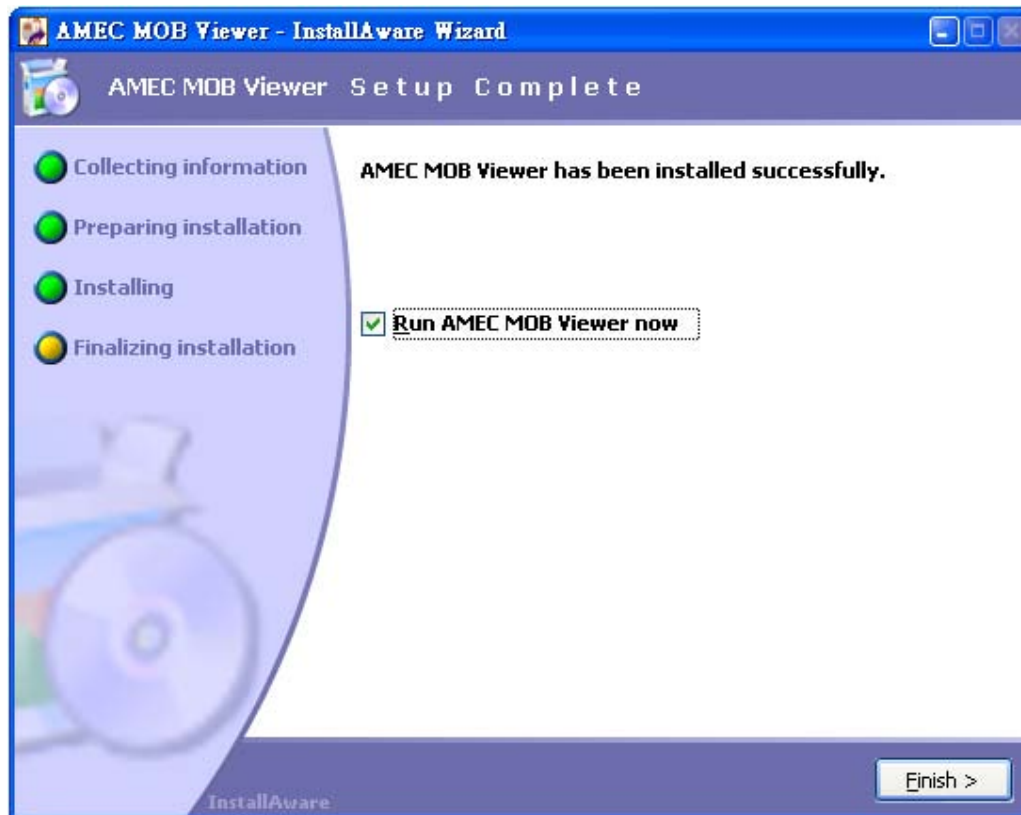 AMEC MOB Viewer - InstallAware Wizard
AMEC MOB Viewer Setup Complete
Collecting information
Preparing installation
Installing
Finalizing installation
AMEC MOB Viewer has been installed successfully.
Run AMEC MOB Viewer now
InstallAware
Finish >